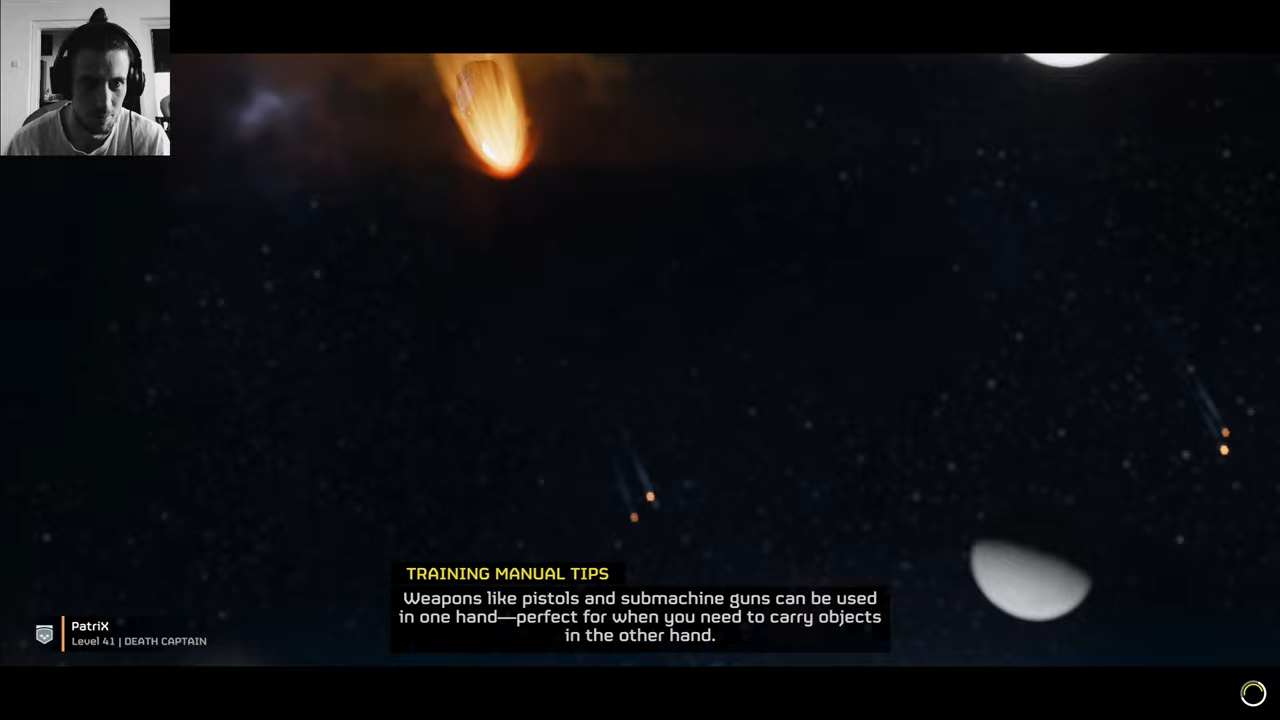 TRAINING MANUAL TIPS
Weapons like pistols and submachine guns can be used
in one hand—perfect for when you need to carry objects
in the other hand.
PatriX
Level 41 | DEATH CAPTAIN